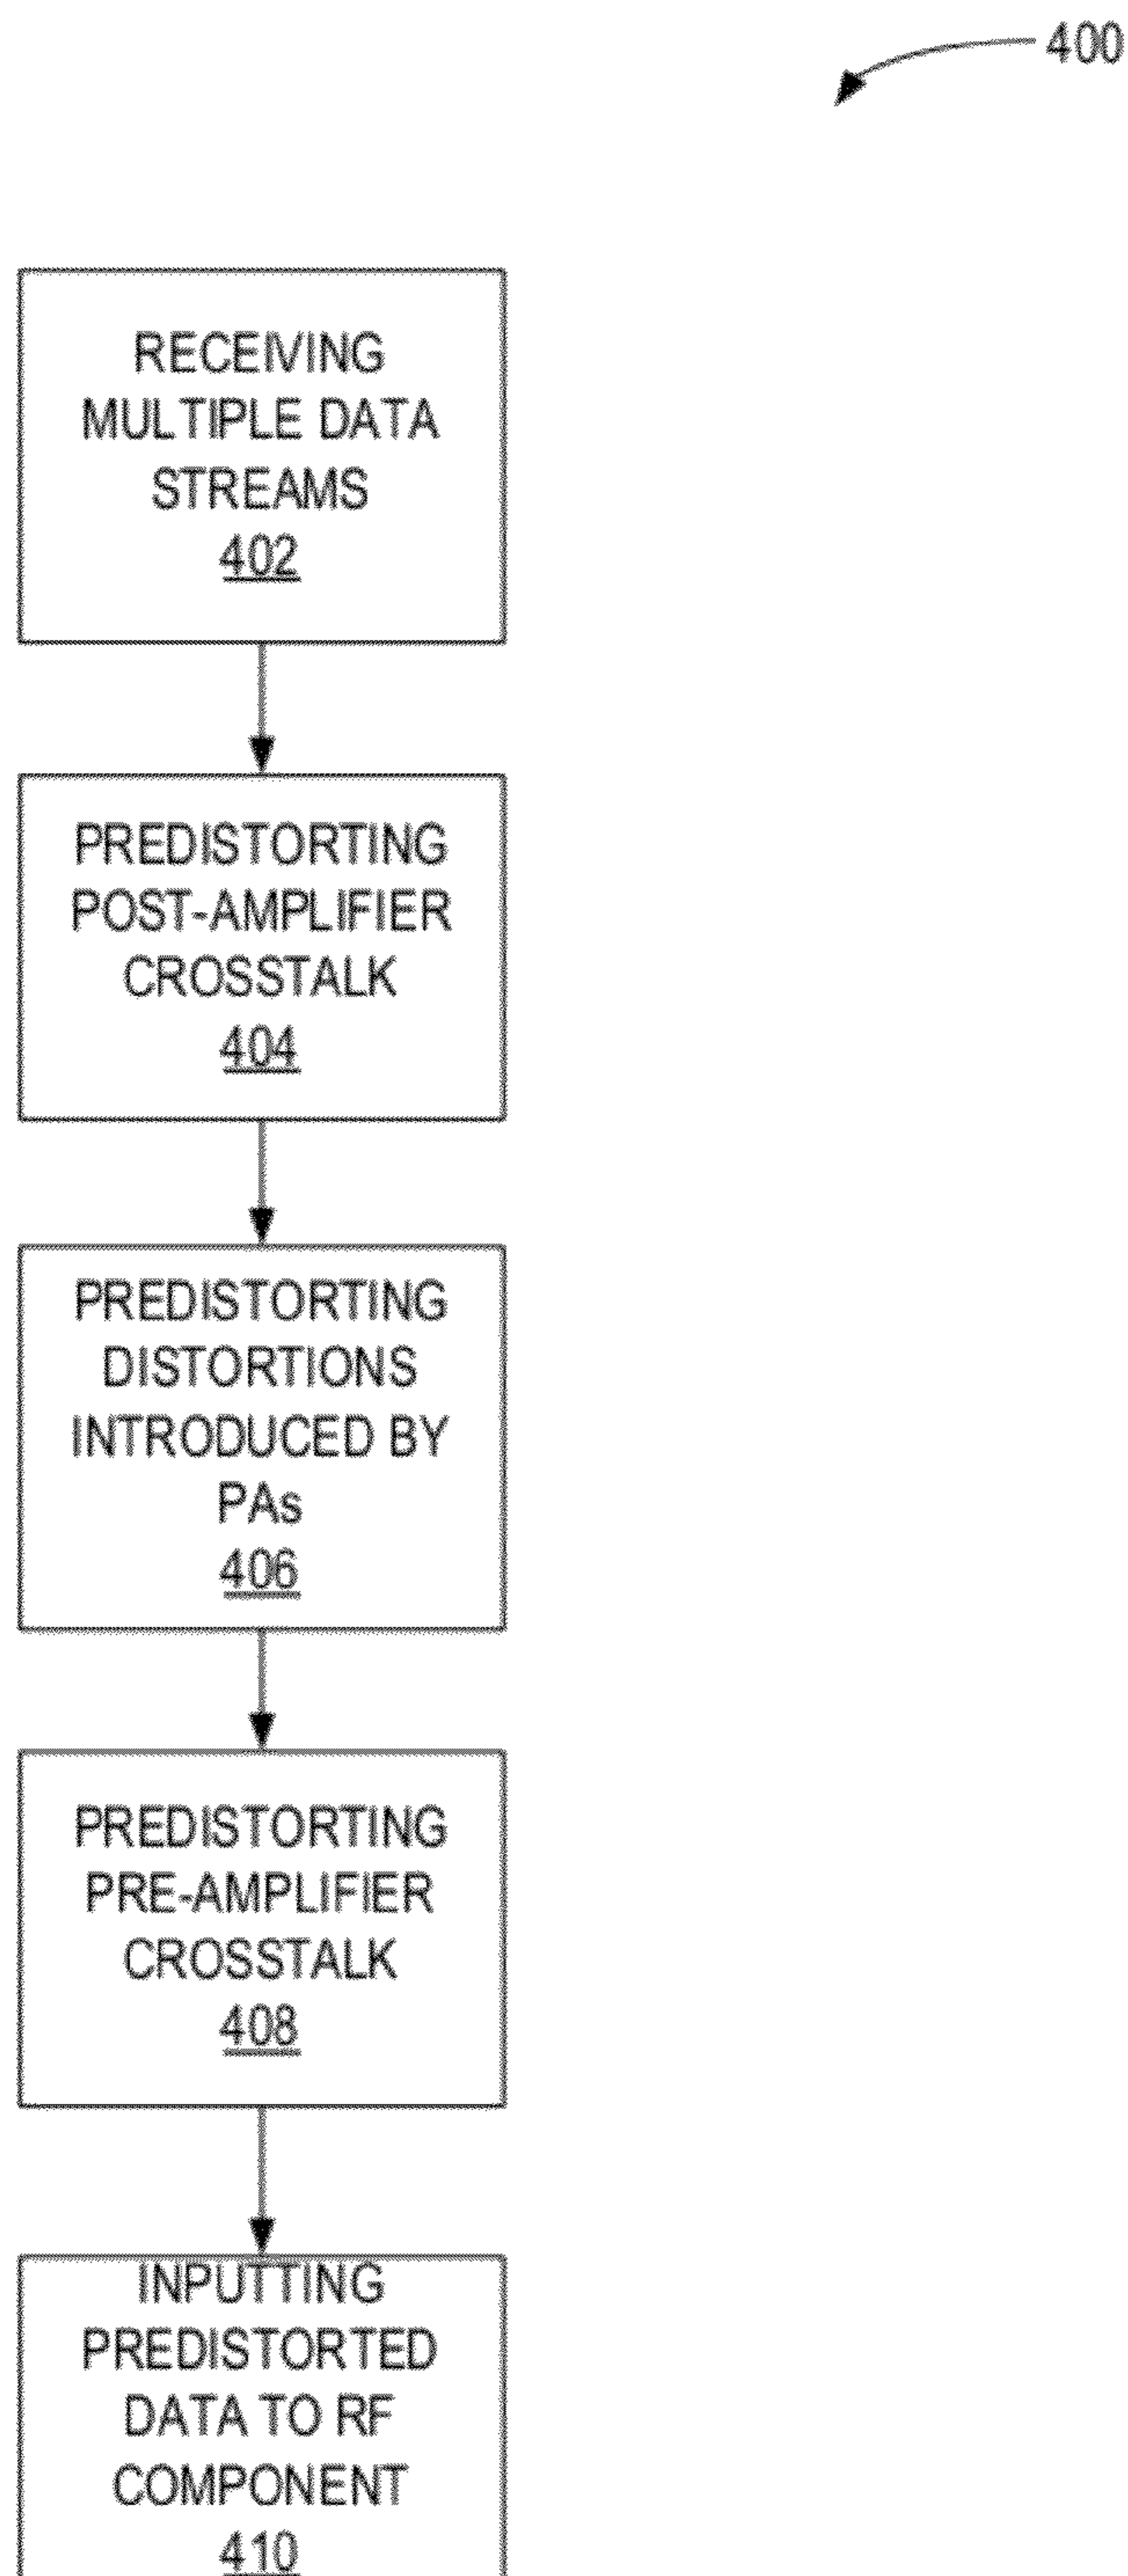 400
RECEIVING
MULTIPLE DATA
STREAMS
402
PREDISTORTING
POST-AMPLIFIER
CROSSTALK
404
PREDISTORTING
DISTORTIONS
INTRODUCED BY
PAs
406
PREDISTORTING
PRE-AMPLIFIER
CROSSTALK
408
INPUTTING
PREDISTORTED
DATA TO RF
COMPONENT
410